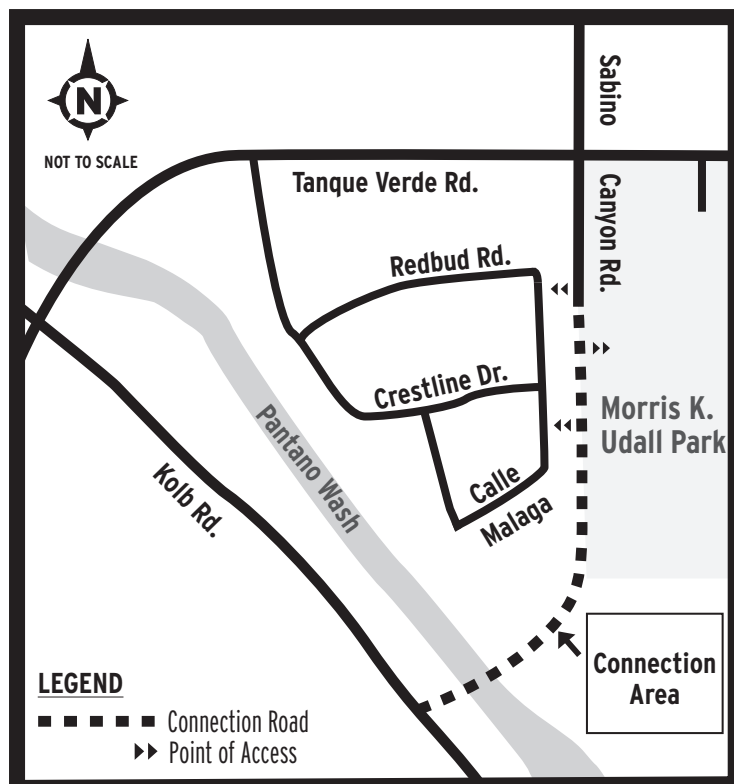 N
NOT TO SCALE
Sabino
Canyon Rd.
Tanque Verde Rd.
Redbud Rd.
Crestline Dr.
Morris K.
Udall Park
Pantano Wash
Kolb Rd.
Calle
Malaga
Connection
Area
LEGEND
Connection Road
Point of Access